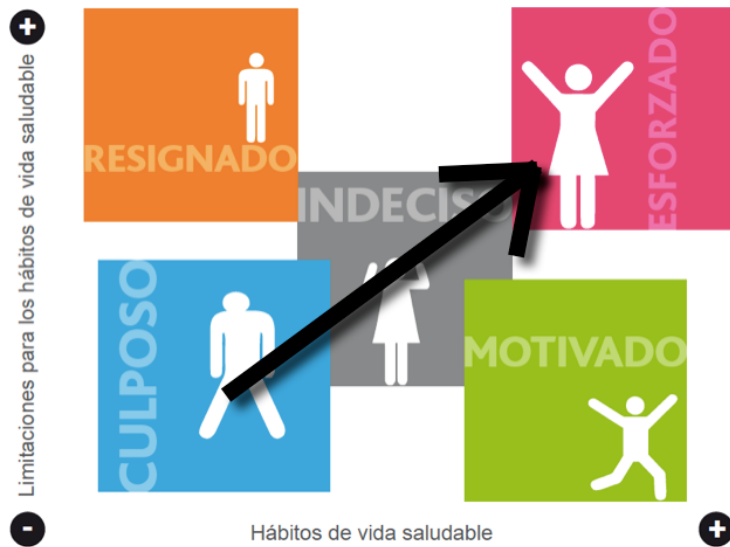 +
Limitaciones para los hábitos de vida saludable
RESIGNADO
ESFORZADO
INDECISO
CULPOSO
MOTIVADO
-
Hábitos de vida saludable
+